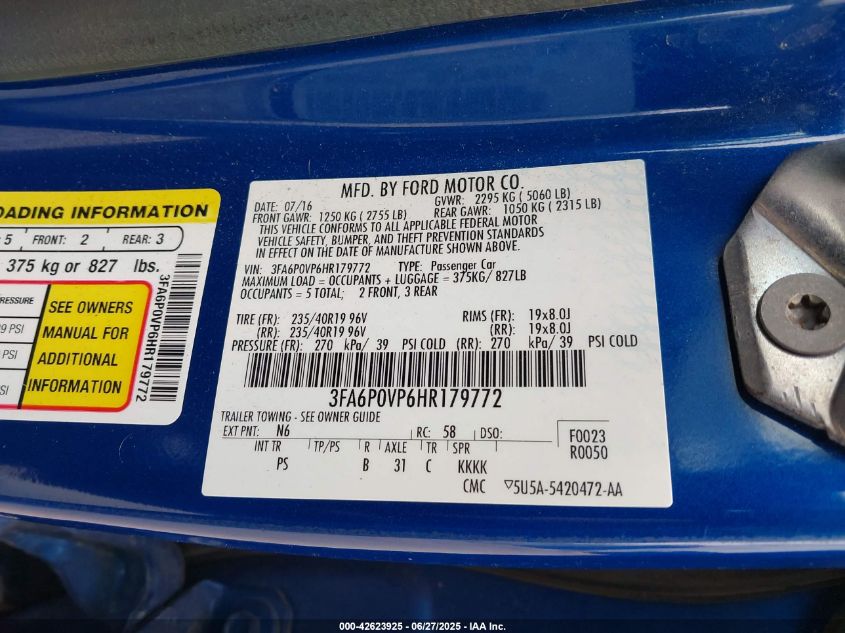 OADING INFORMATION
5 FRONT: 2 REAR: 3
375 kg or 827 lbs.
RESSURE
9 PSI
PSI
SI
SEE OWNERS
MANUAL FOR
ADDITIONAL
INFORMATION
3FA6P0VP6HR179772
MFD. BY FORD MOTOR CO.
DATE: 07/16 GVWR: 2295 KG ( 5060 LB)
FRONT GAWR: 1250 KG ( 2755 LB) REAR GAWR: 1050 KG ( 2315 LB)
THIS VEHICLE CONFORMS TO ALL APPLICABLE FEDERAL MOTOR
VEHICLE SAFETY, BUMPER, AND THEFT PREVENTION STANDARDS
IN EFFECT ON THE DATE OF MANUFACTURE SHOWN ABOVE.
VIN: 3FA6P0VP6HR179772 TYPE: Passenger Car
MAXIMUM LOAD = OCCUPANTS + LUGGAGE = 375KG/ 827LB
OCCUPANTS = 5 TOTAL; 2 FRONT, 3 REAR
TIRE (FR): 235/40R19 96V RIMS (FR): 19x8.0J
(RR): 235/40R19 96V (RR): 19x8.0J
PRESSURE (FR): 270 kPa/ 39 PSI COLD (RR): 270 kPa/ 39 PSI COLD
3FA6P0VP6HR179772
TRAILER TOWING - SEE OWNER GUIDE
EXT PNT: N6 RC: 58 DSO: F0023
R0050
INT TR TP/PS R AXLE TR SPR
PS B 31 C KKKK
CMC ▽5U5A-5420472-AA
000-42623925 | 06/27/2025 - IAA Inc.